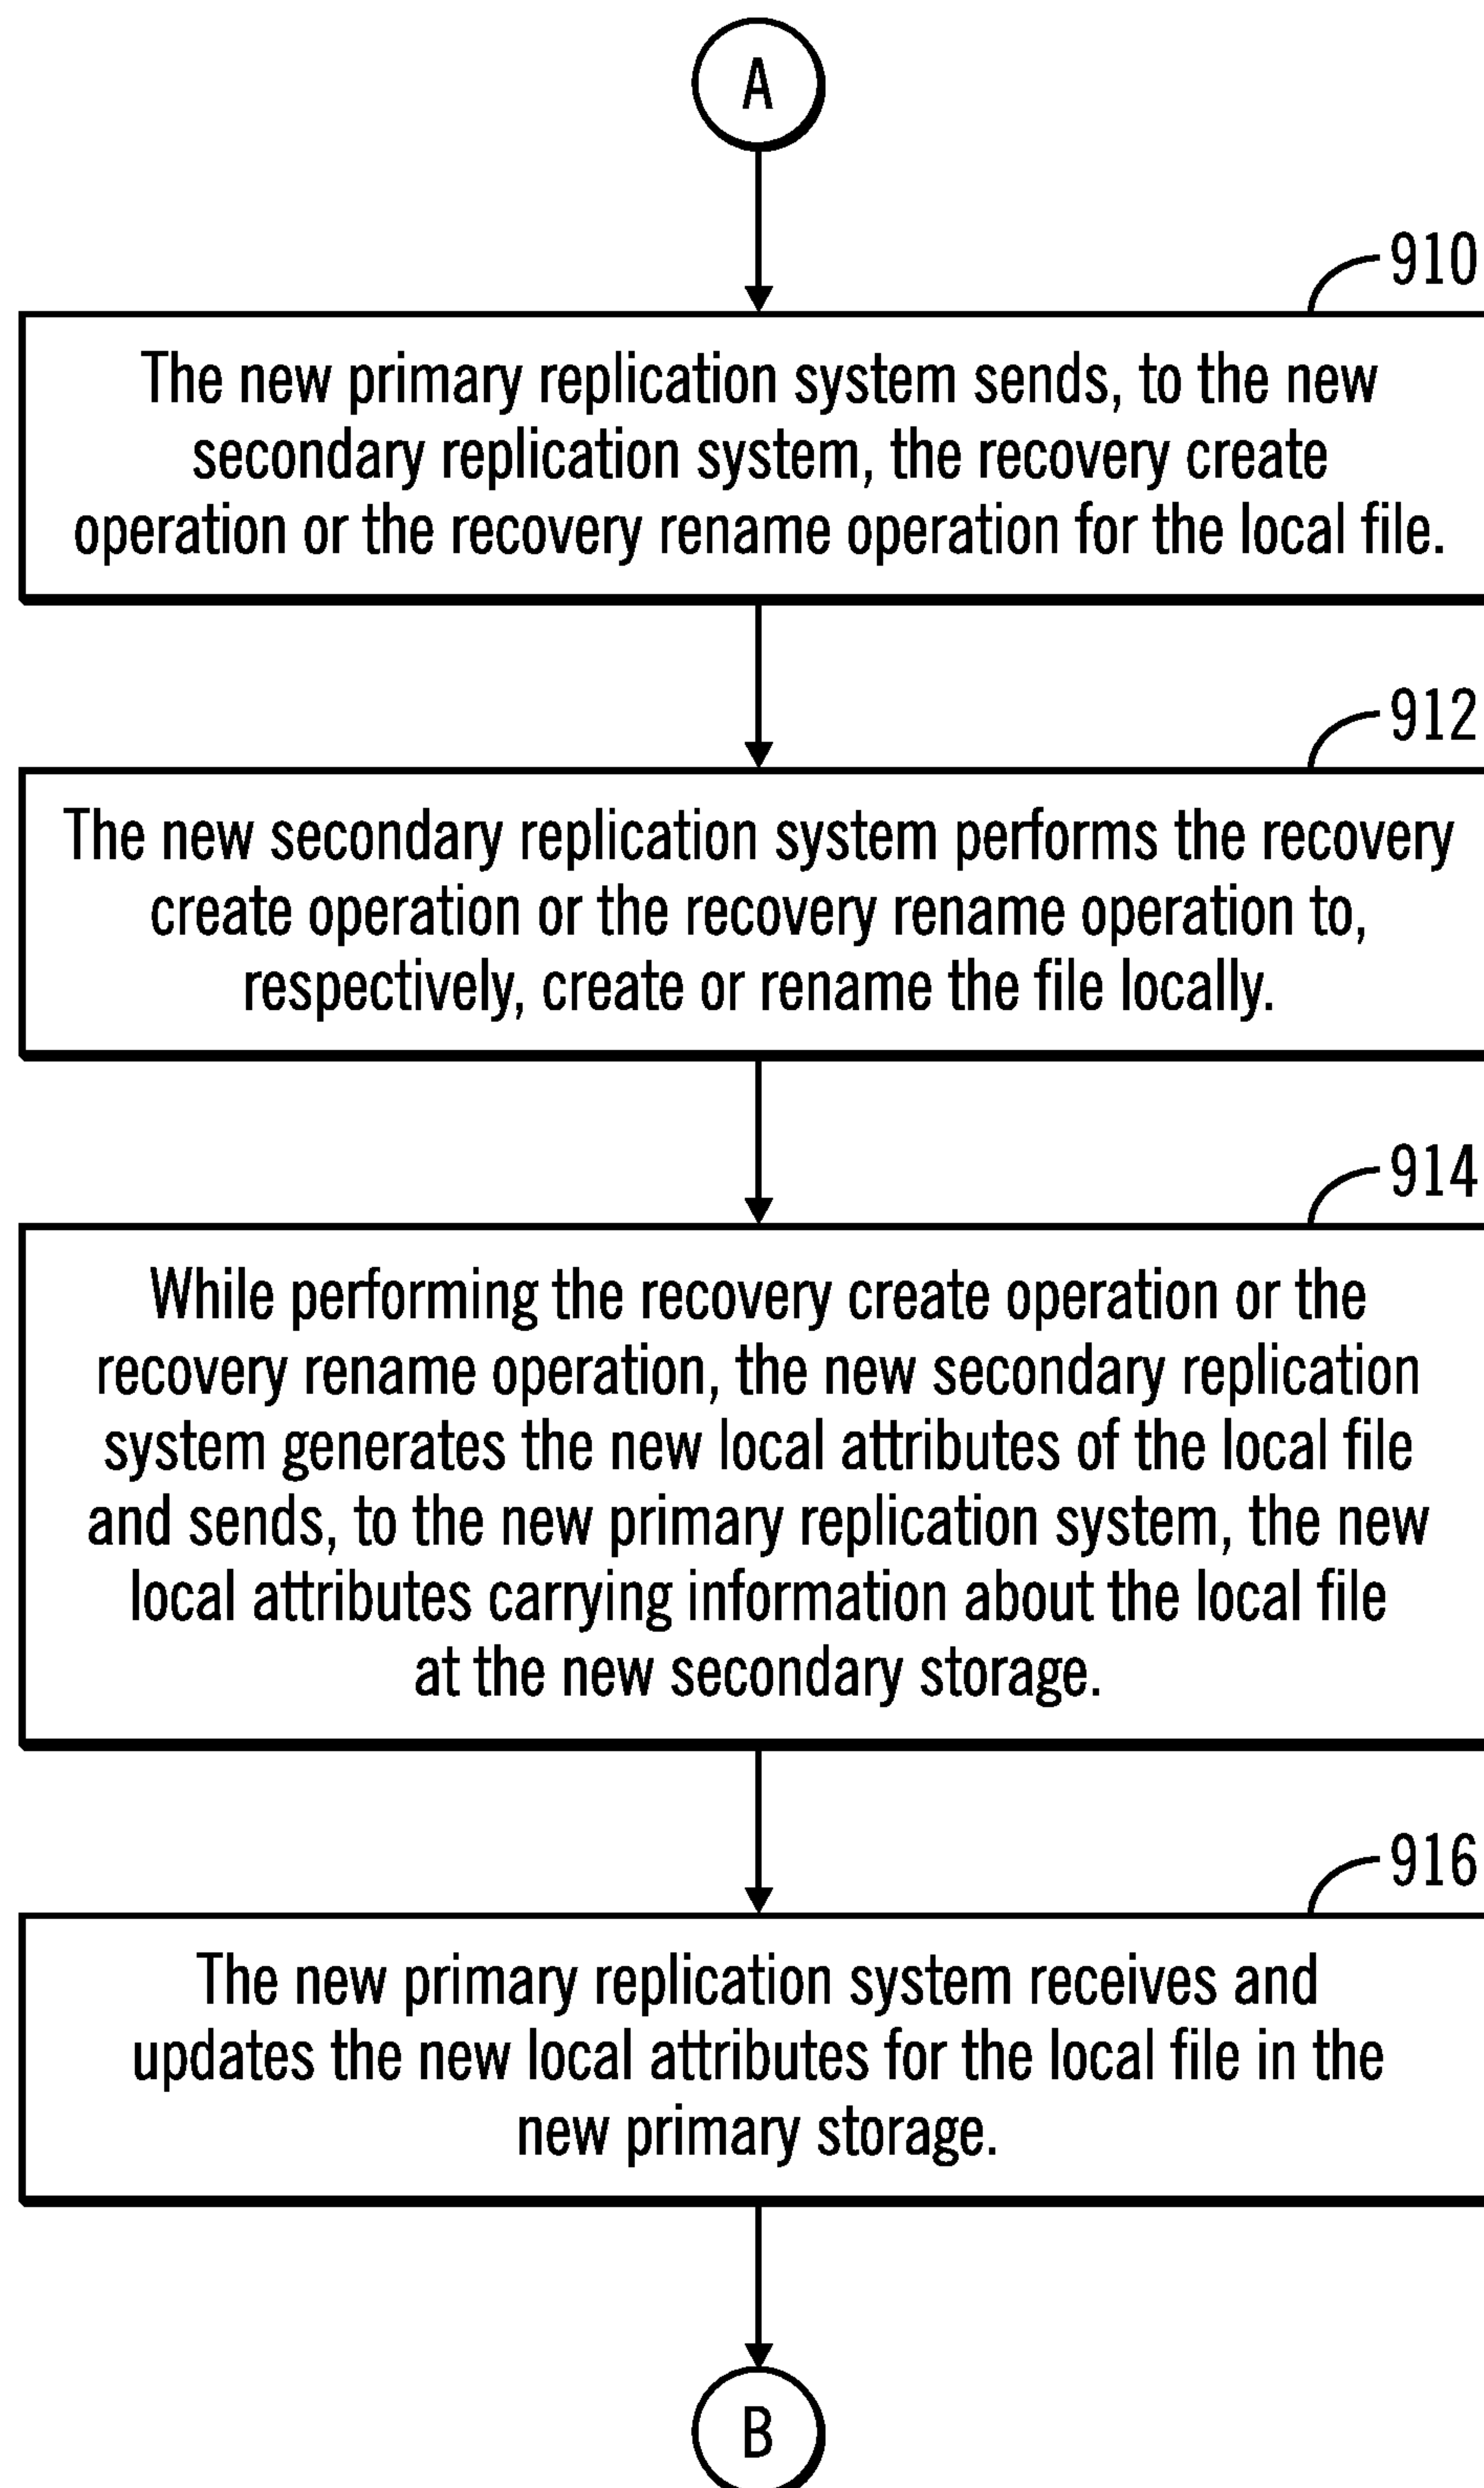 A
910
The new primary replication system sends, to the new
secondary replication system, the recovery create
operation or the recovery rename operation for the local file.
912
The new secondary replication system performs the recovery
create operation or the recovery rename operation to,
respectively, create or rename the file locally.
914
While performing the recovery create operation or the
recovery rename operation, the new secondary replication
system generates the new local attributes of the local file
and sends, to the new primary replication system, the new
local attributes carrying information about the local file
at the new secondary storage.
916
The new primary replication system receives and
updates the new local attributes for the local file in the
new primary storage.
B